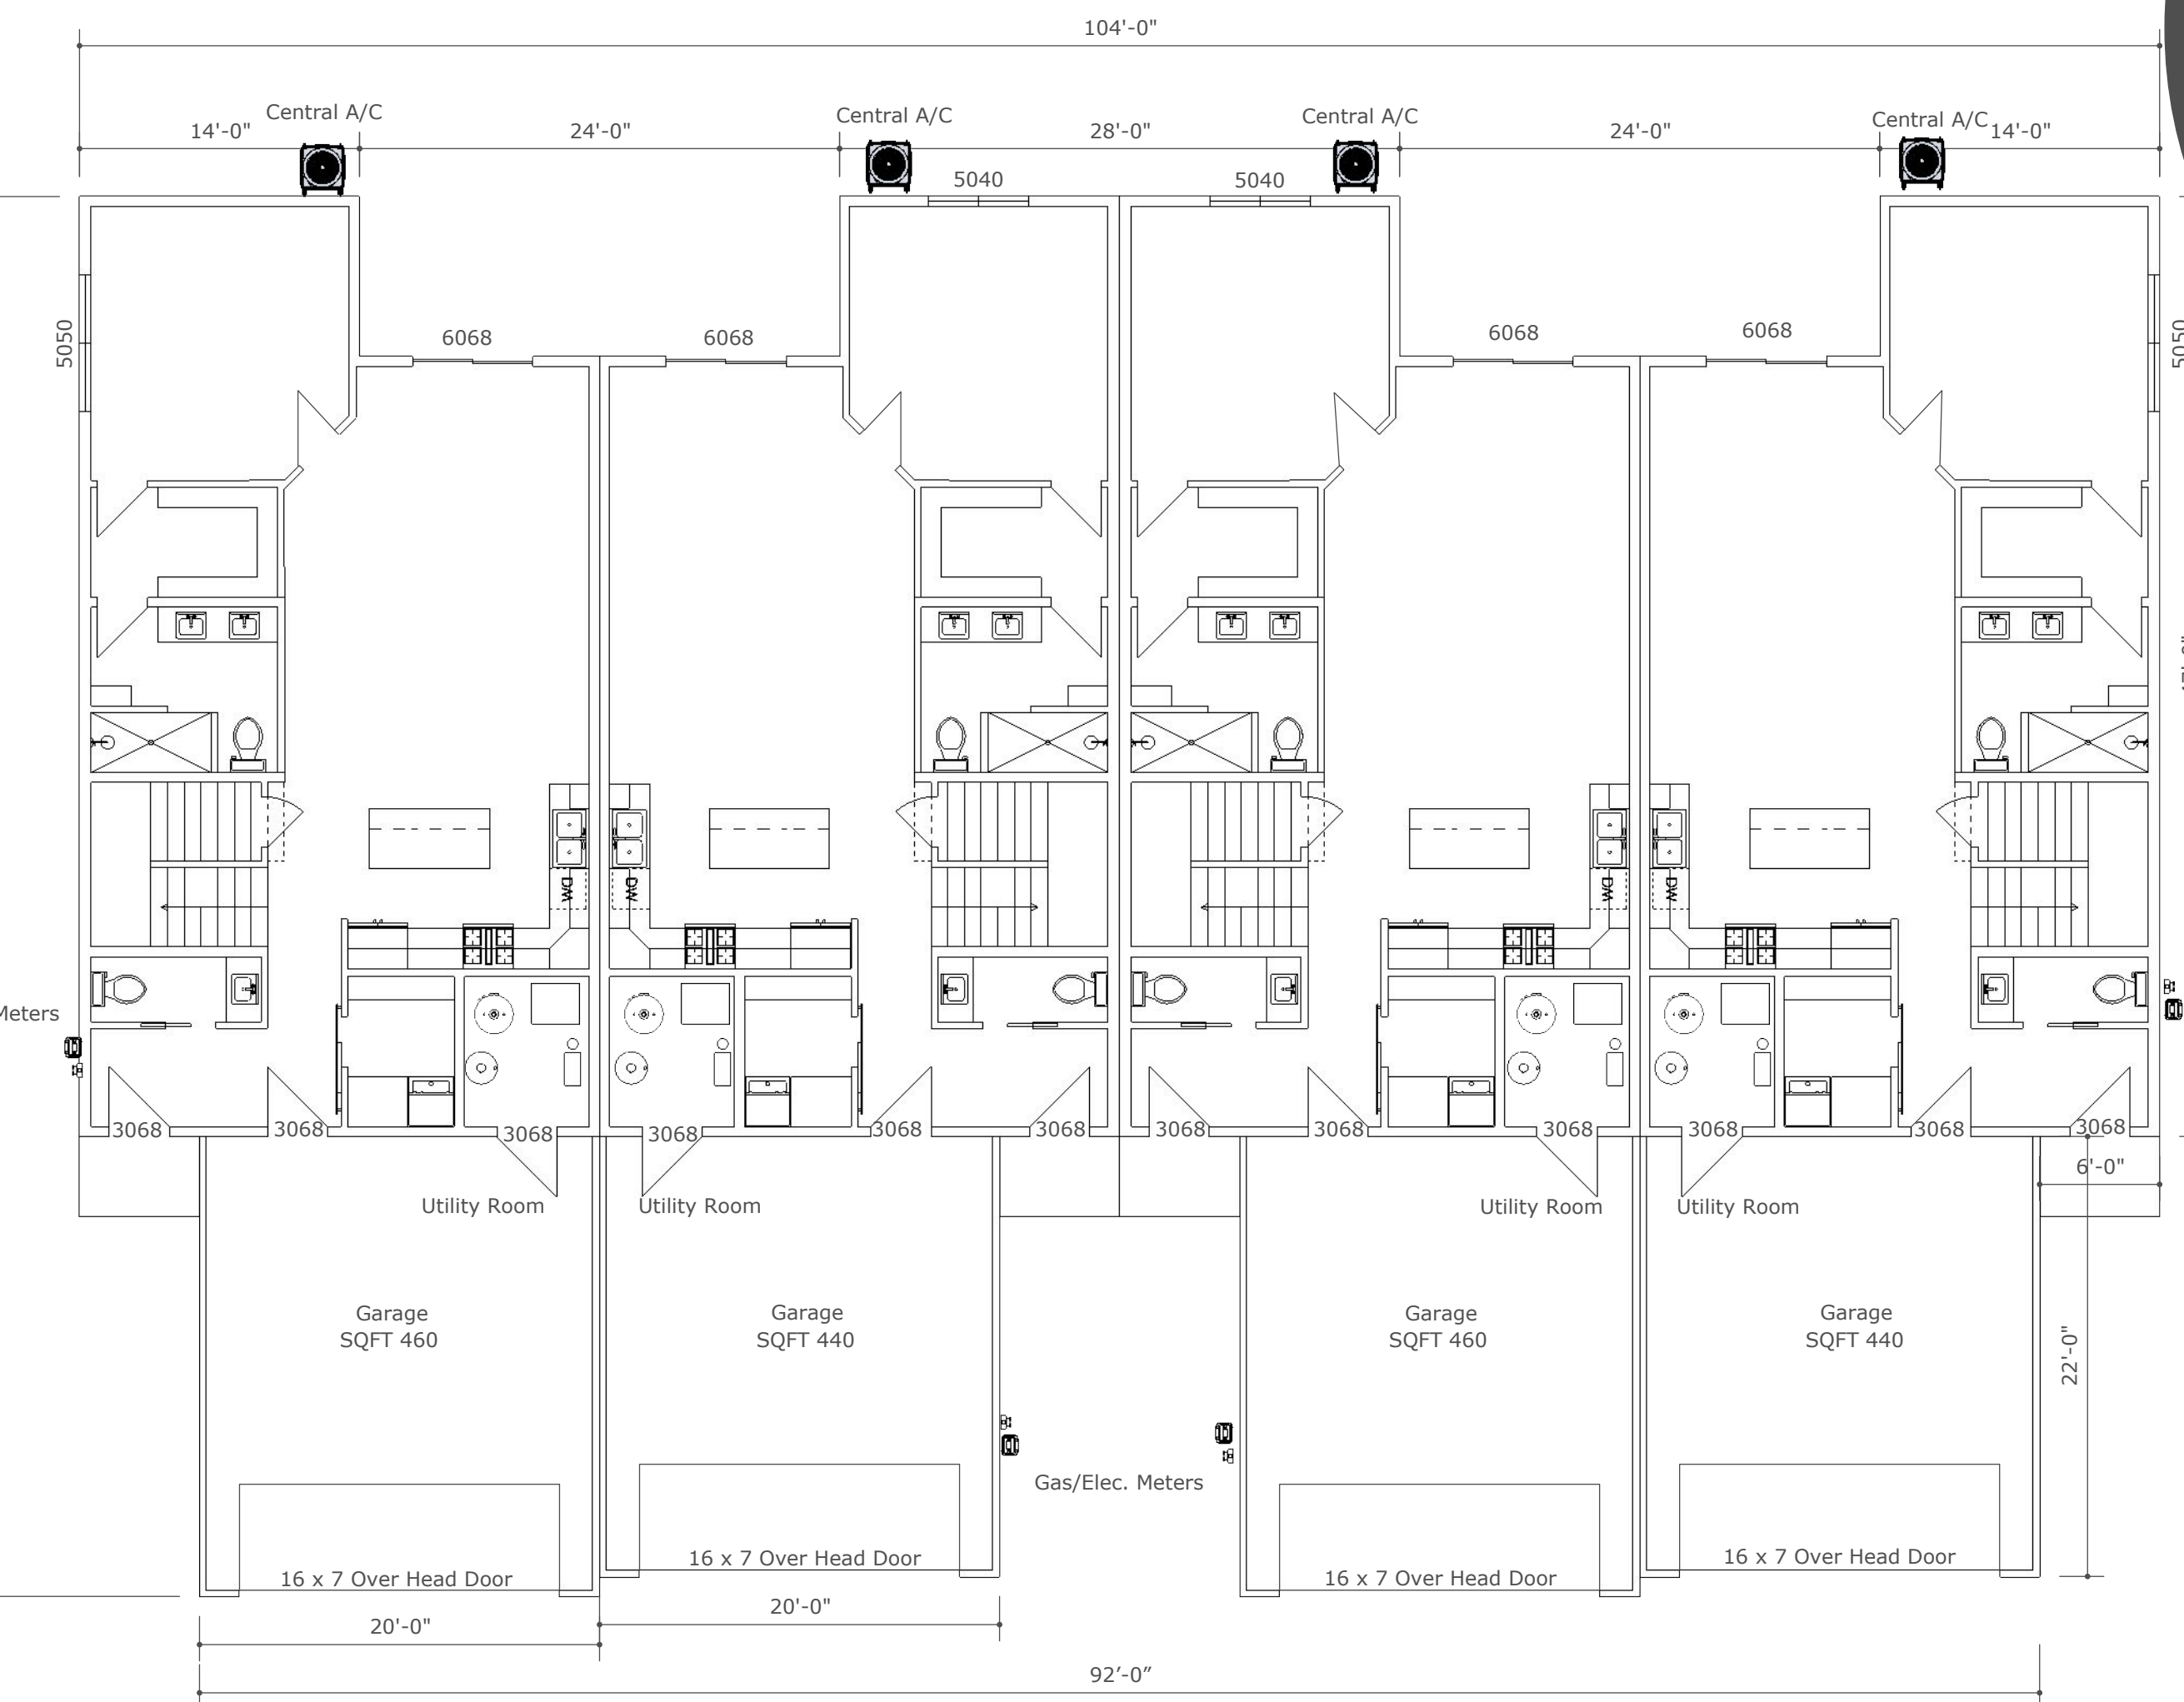 104'-0"
Central A/C
Central A/C
Central A/C
Central A/C
14'-0"
24'-0"
28'-0"
24'-0"
14'-0"
5040
5040
5050
6068
6068
6068
6068
5050
DW
DW
DW
DW
Meters
3068
3068
3068
3068
3068
3068
3068
3068
3068
3068
3068
3068
6'-0"
Utility Room
Utility Room
Utility Room
Utility Room
Garage
SQFT 460
Garage
SQFT 440
Garage
SQFT 460
Garage
SQFT 440
22'-0"
Gas/Elec. Meters
16 x 7 Over Head Door
16 x 7 Over Head Door
16 x 7 Over Head Door
16 x 7 Over Head Door
20'-0"
20'-0"
92’-0”